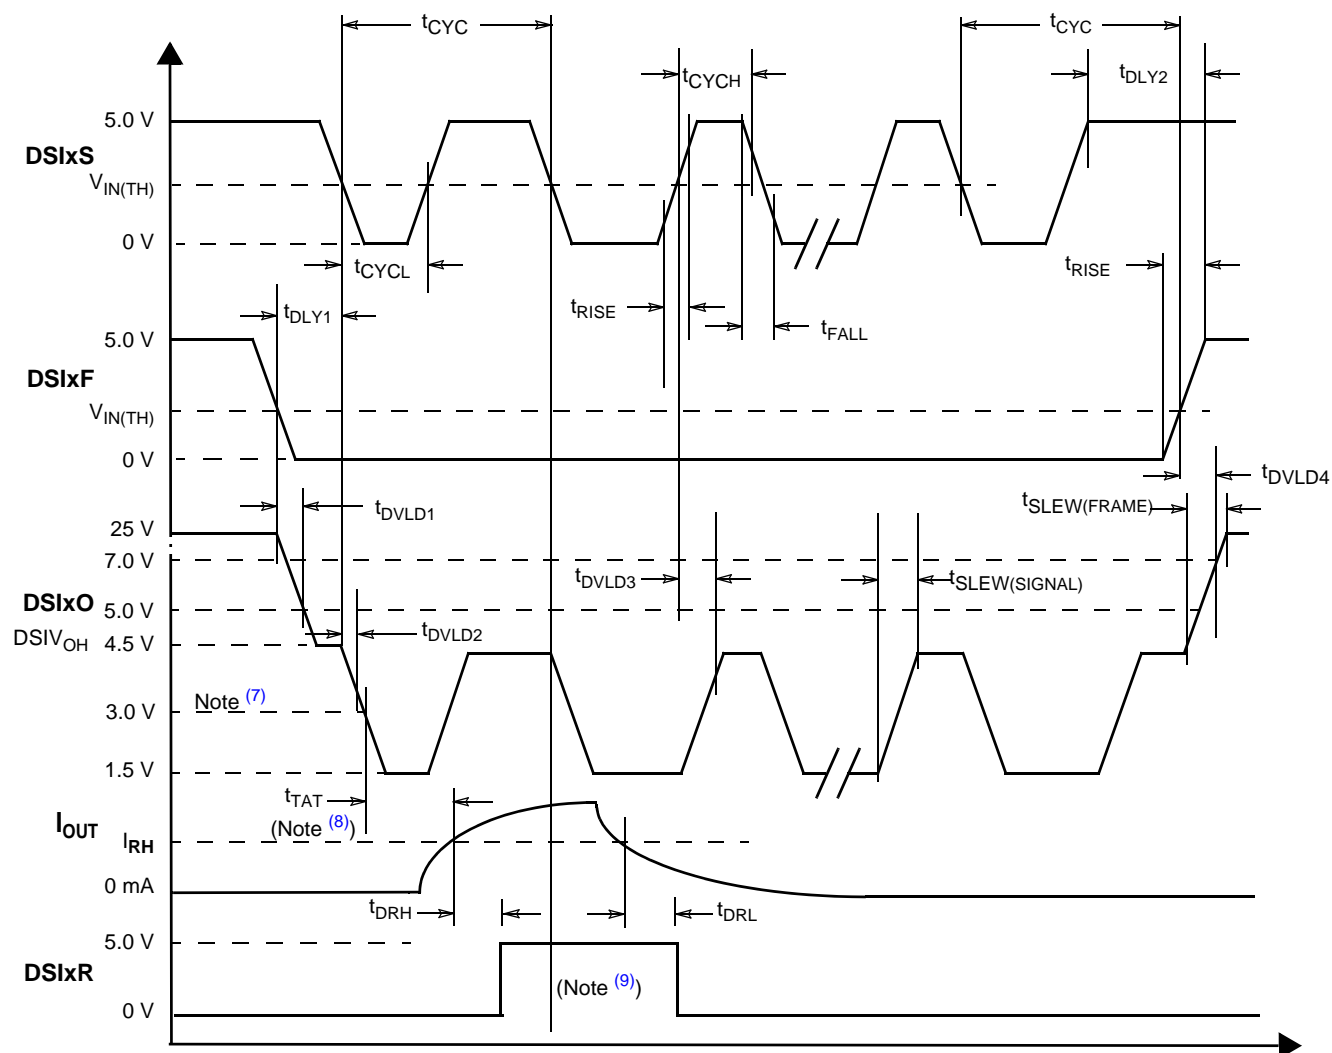 tCYC
tCYC
tCYCH
tDLY2
5.0 V
DSIxS
VIN(TH)
0 V
tCYCL
tRISE
tDLY1
tRISE
tFALL
5.0 V
DSIxF
VIN(TH)
0 V
tDVLD4
tSLEW(FRAME)
tDVLD1
25 V
7.0 V
tDVLD3
tSLEW(SIGNAL)
DSIxO
5.0 V
tDVLD2
DSIVOH
4.5 V
Note (7)
3.0 V
1.5 V
tTAT
(Note (8))
IOUT
IRH
0 mA
tDRH
tDRL
5.0 V
DSIxR
(Note (9))
0 V